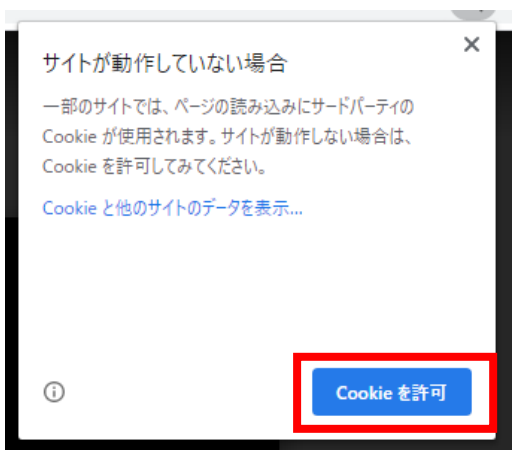 サイトが動作していない場合
一部のサイトでは、ページの読み込みにサードパーティの
Cookie が使用されます。サイトが動作しない場合は、
Cookie を許可してみてください。
Cookie と他のサイトのデータを表示...
Cookie を許可